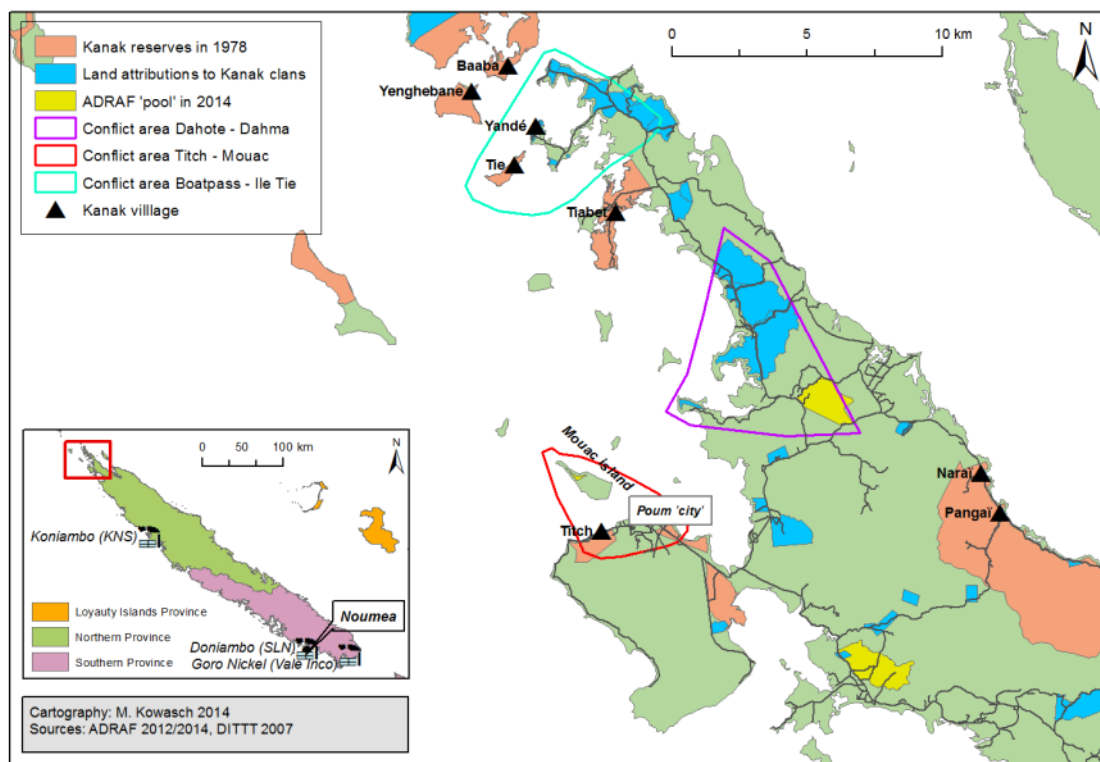 Kanak reserves in 1978
Land attributions to Kanak clans
ADRAF 'pool' in 2014
Conflict area Dahote - Dahma
Conflict area Titch - Mouac
Conflict area Boatpass - Ile Tie
Kanak villlage
0 5 10 km
N
Baaba
Yenghebane
Yandé
Tie
Tiabet
Mouac island
Poum 'city'
Titch
Naraï
Pangaï
0 50 100 km
N
Koniambo (KNS)
Loyauty Islands Province
Northern Province
Southern Province
Noumea
Doniambo (SLN)
Goro Nickel (Vale Inco)
Cartography: M. Kowasch 2014
Sources: ADRAF 2012/2014, DITTT 2007